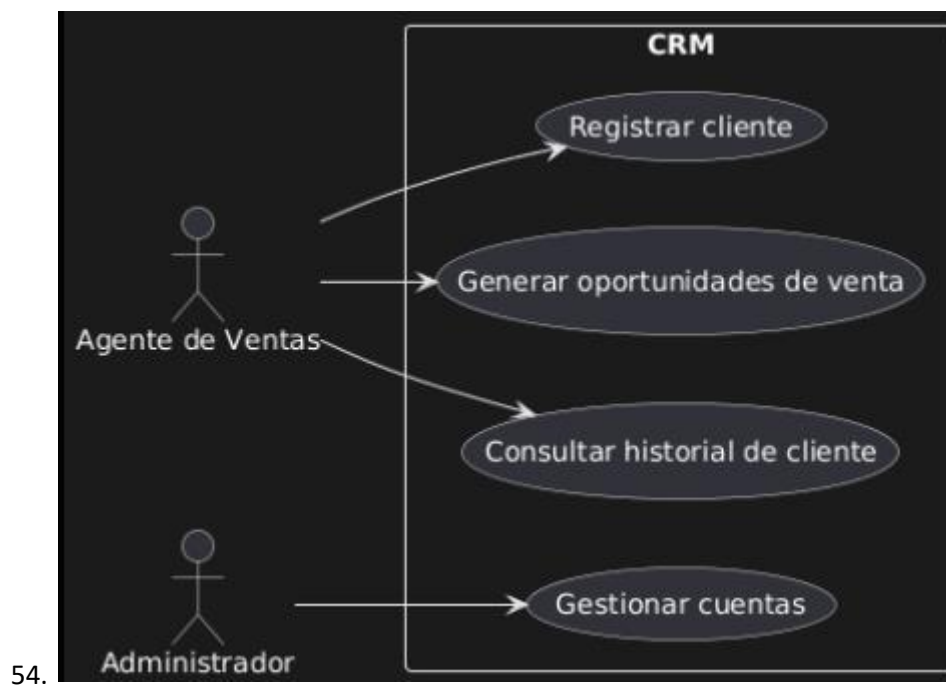 CRM
Registrar cliente
Generar oportunidades de venta
Agente de Ventas
Consultar historial de cliente
Gestionar cuentas
Administrador
54.